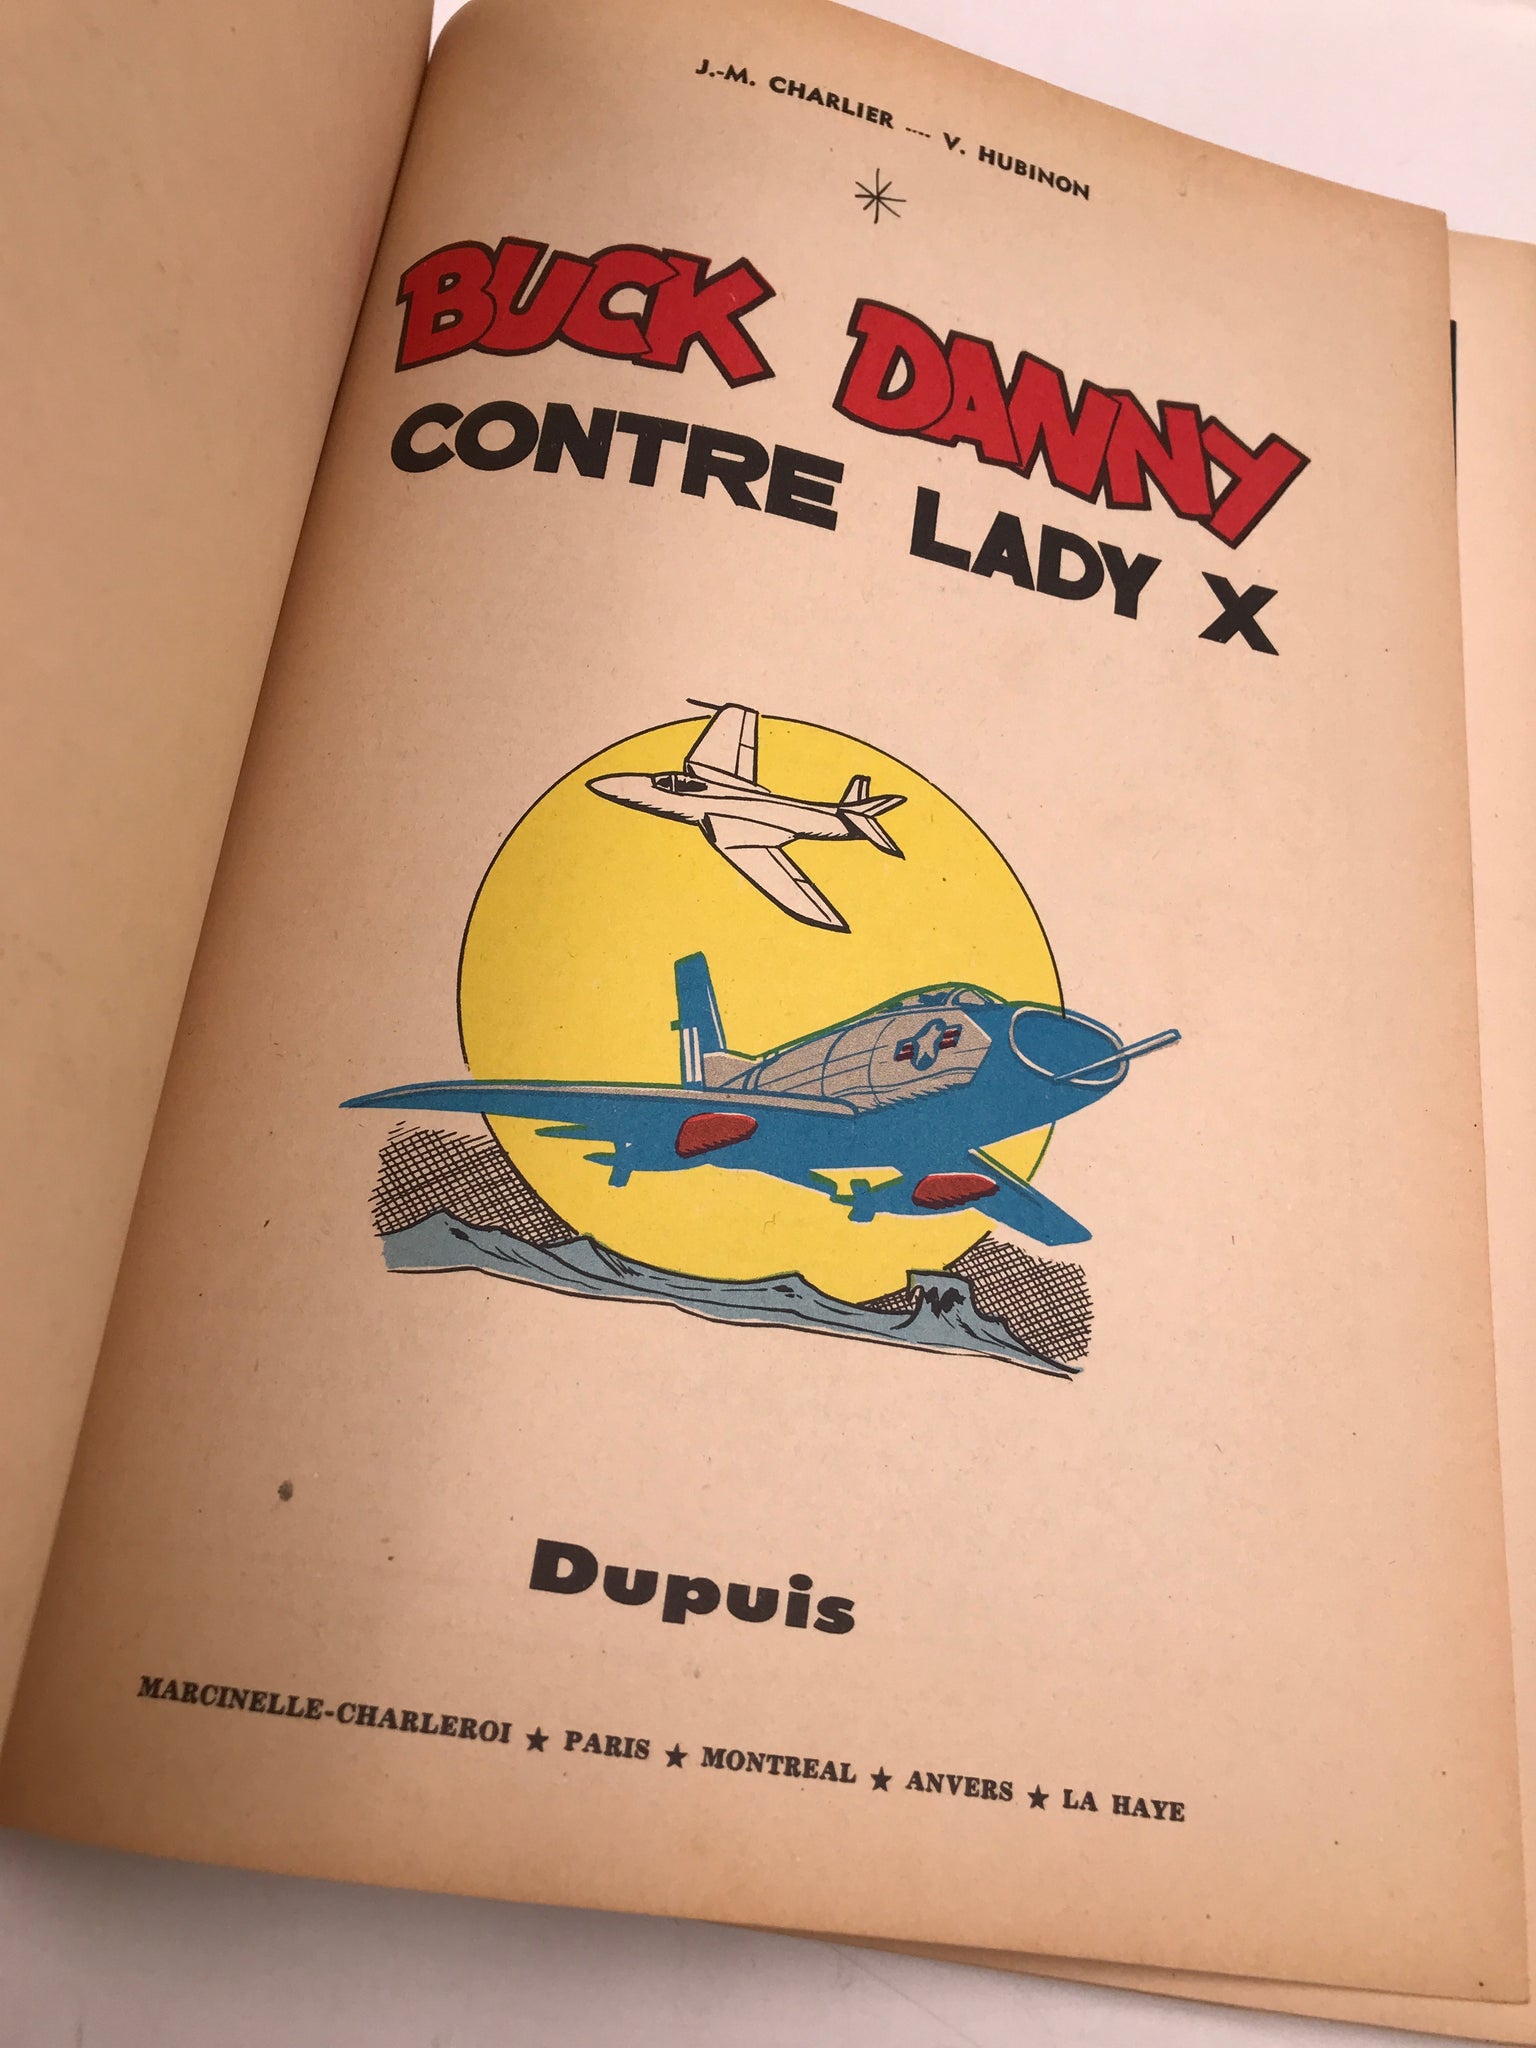 J.-M. CHARLIER ---- V. HUBINON
BUCK DANNY
CONTRE LADY X
Dupuis
MARCINELLE-CHARLEROI ★ PARIS ★ MONTREAL ★ ANVERS ★ LA HAYE